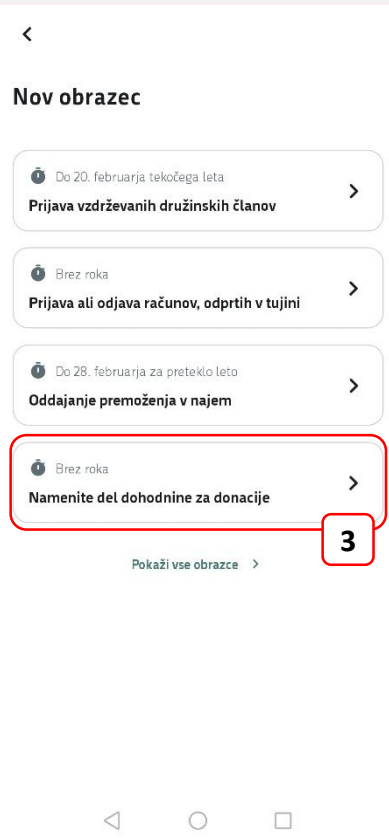 Nov obrazec
Do 20. februarja tekočega leta
Prijava vzdrževanih družinskih članov
Brez roka
Prijava ali odjava računov, odprtih v tujini
Do 28. februarja za preteklo leto
Oddajanje premoženja v najem
Brez roka
Namenite del dohodnine za donacije
3
Pokaži vse obrazce